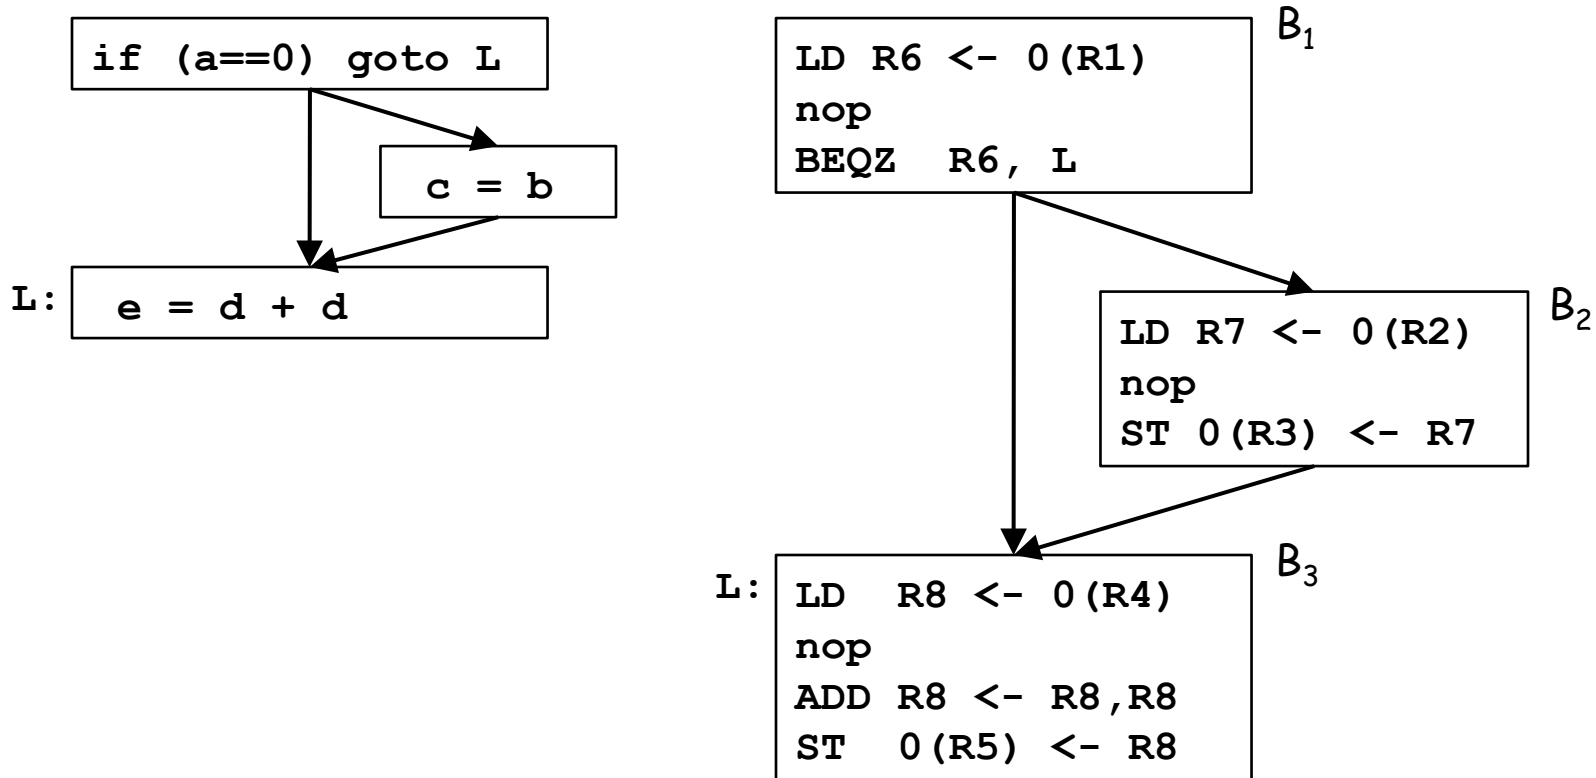 if (a==0) goto L
c = b
L: e = d + d
B₁
LD R6 <- 0(R1)
nop
BEQZ R6, L
B₂
LD R7 <- 0(R2)
nop
ST 0(R3) <- R7
B₃
L: LD R8 <- 0(R4)
nop
ADD R8 <- R8,R8
ST 0(R5) <- R8